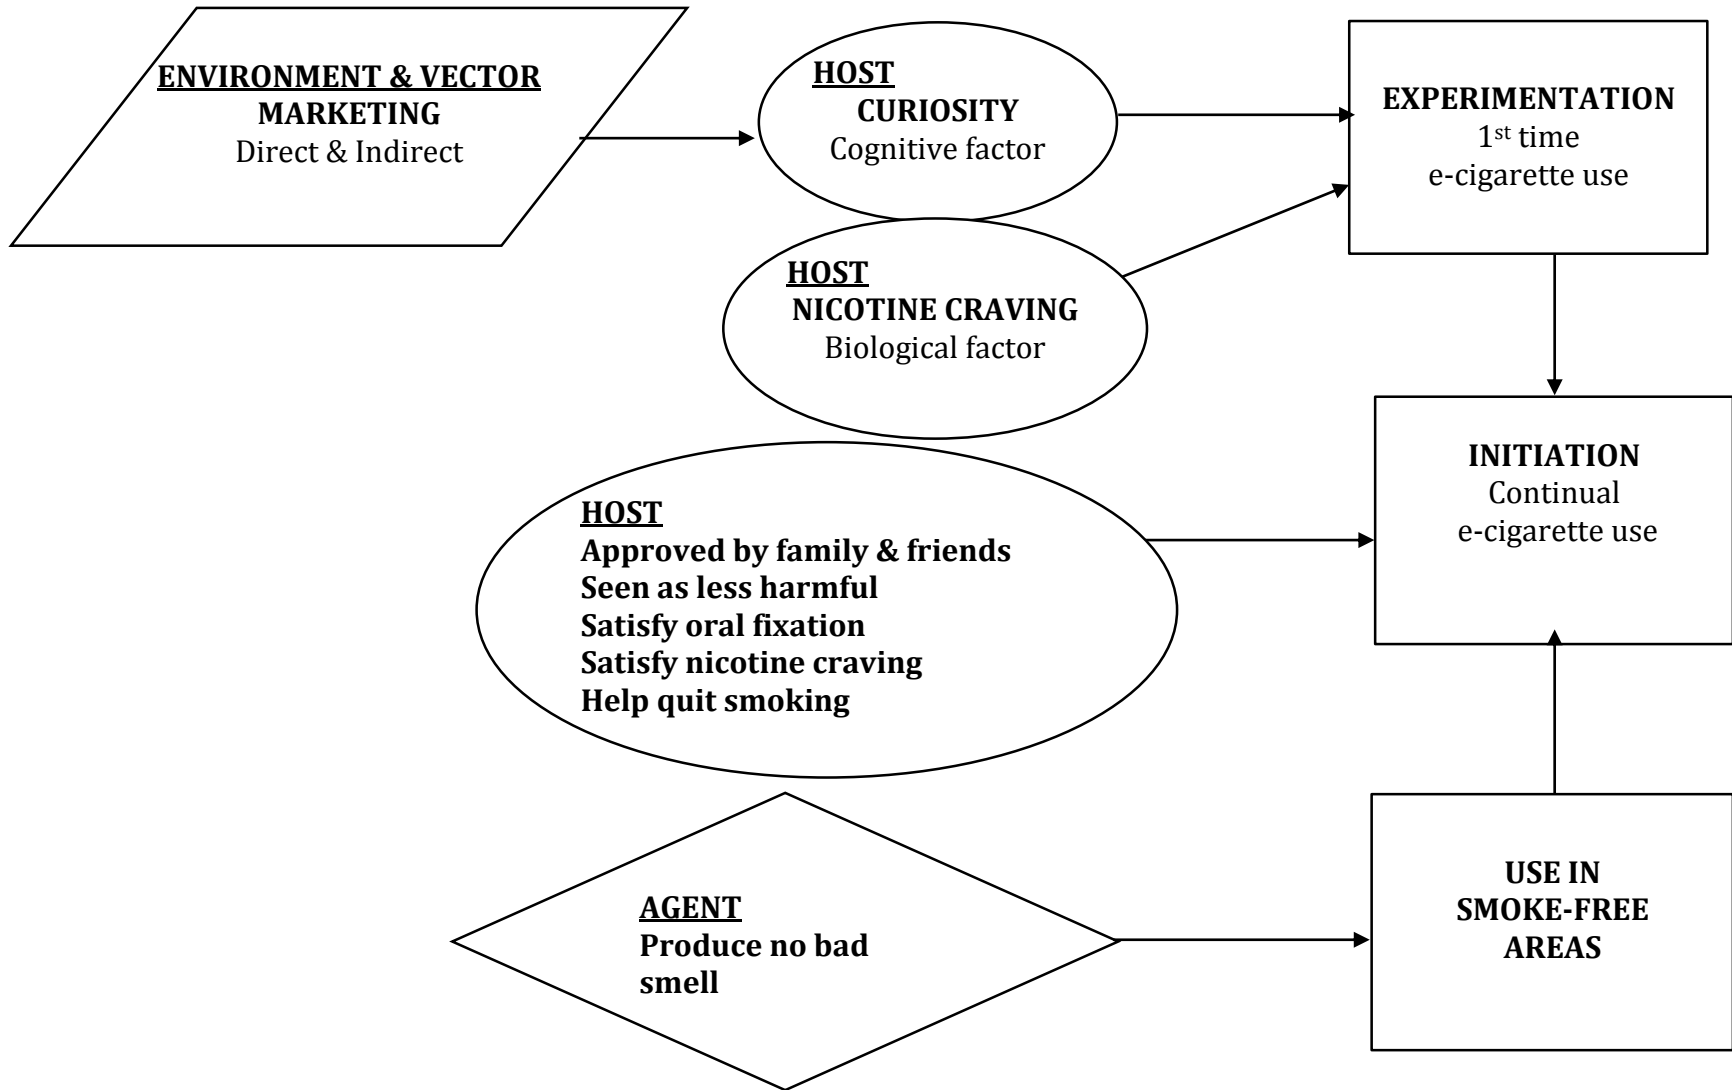 ENVIRONMENT & VECTOR
MARKETING
Direct & Indirect
HOST
CURIOSITY
Cognitive factor
EXPERIMENTATION
1st time
e-cigarette use
HOST
NICOTINE CRAVING
Biological factor
INITIATION
Continual
e-cigarette use
HOST
Approved by family & friends
Seen as less harmful
Satisfy oral fixation
Satisfy nicotine craving
Help quit smoking
AGENT
Produce no bad
smell
USE IN
SMOKE-FREE
AREAS